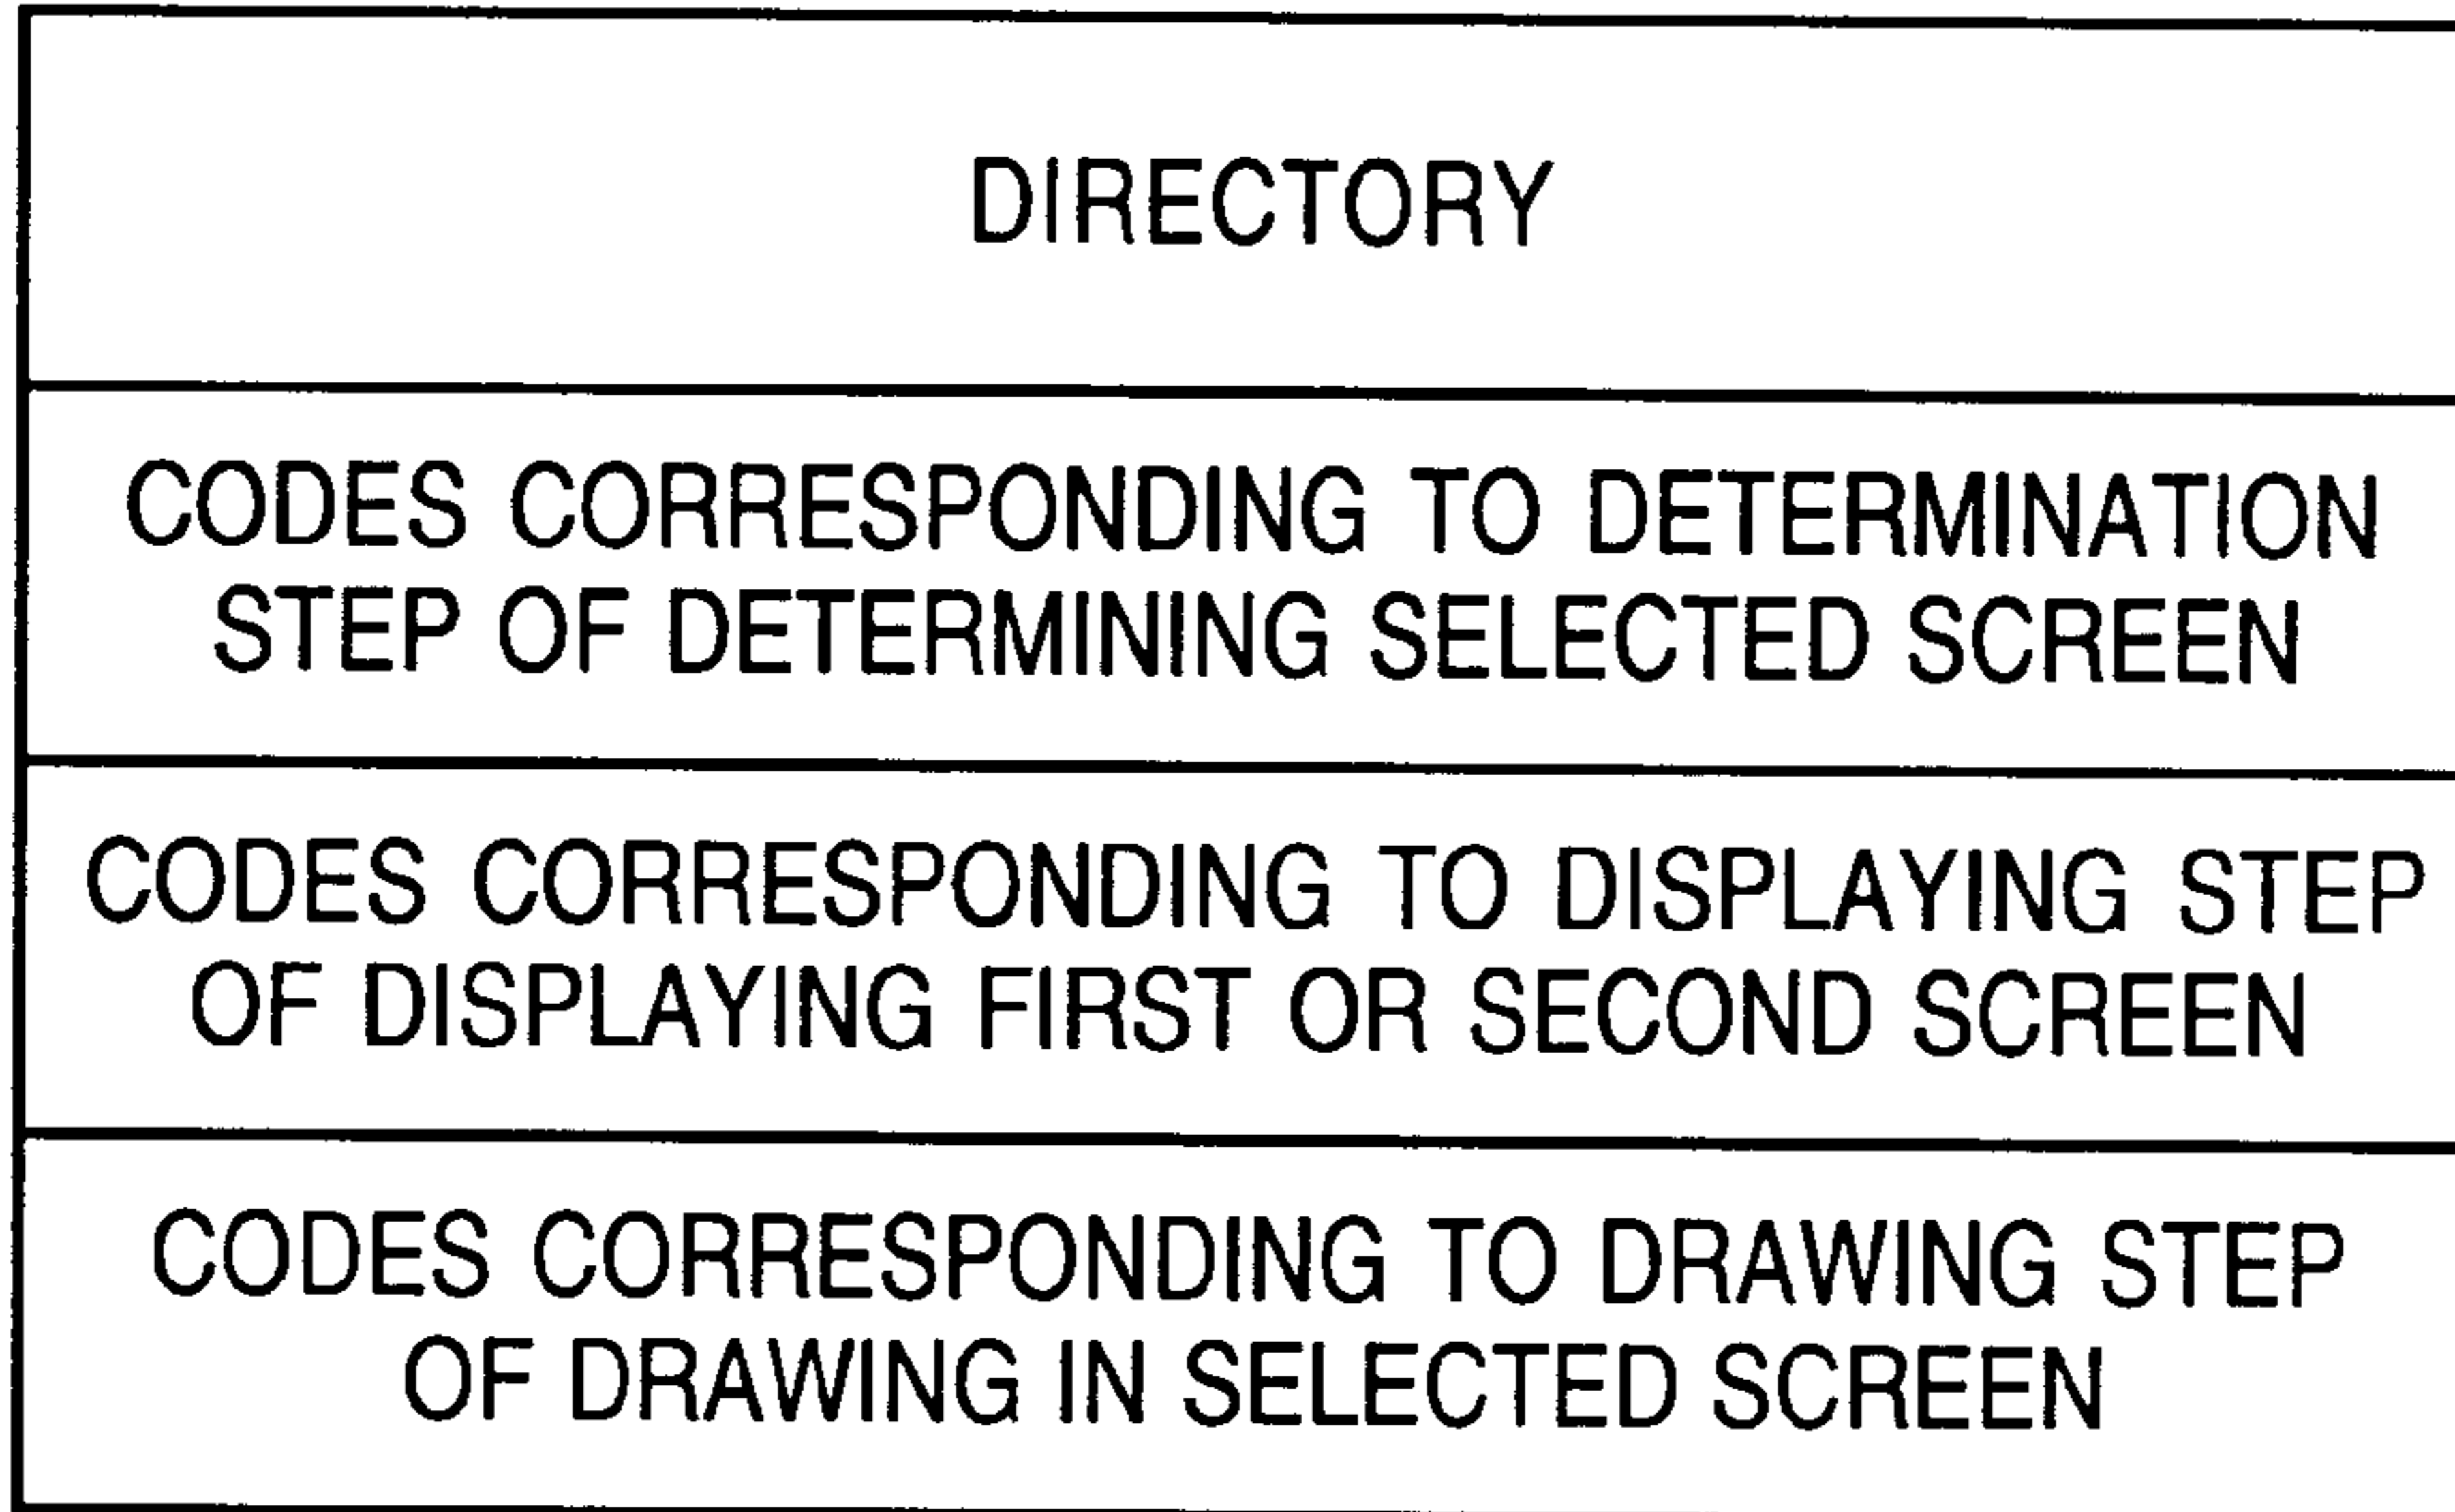 DIRECTORY
CODES CORRESPONDING TO DETERMINATION
STEP OF DETERMINING SELECTED SCREEN
CODES CORRESPONDING TO DISPLAYING STEP
OF DISPLAYING FIRST OR SECOND SCREEN
CODES CORRESPONDING TO DRAWING STEP
OF DRAWING IN SELECTED SCREEN